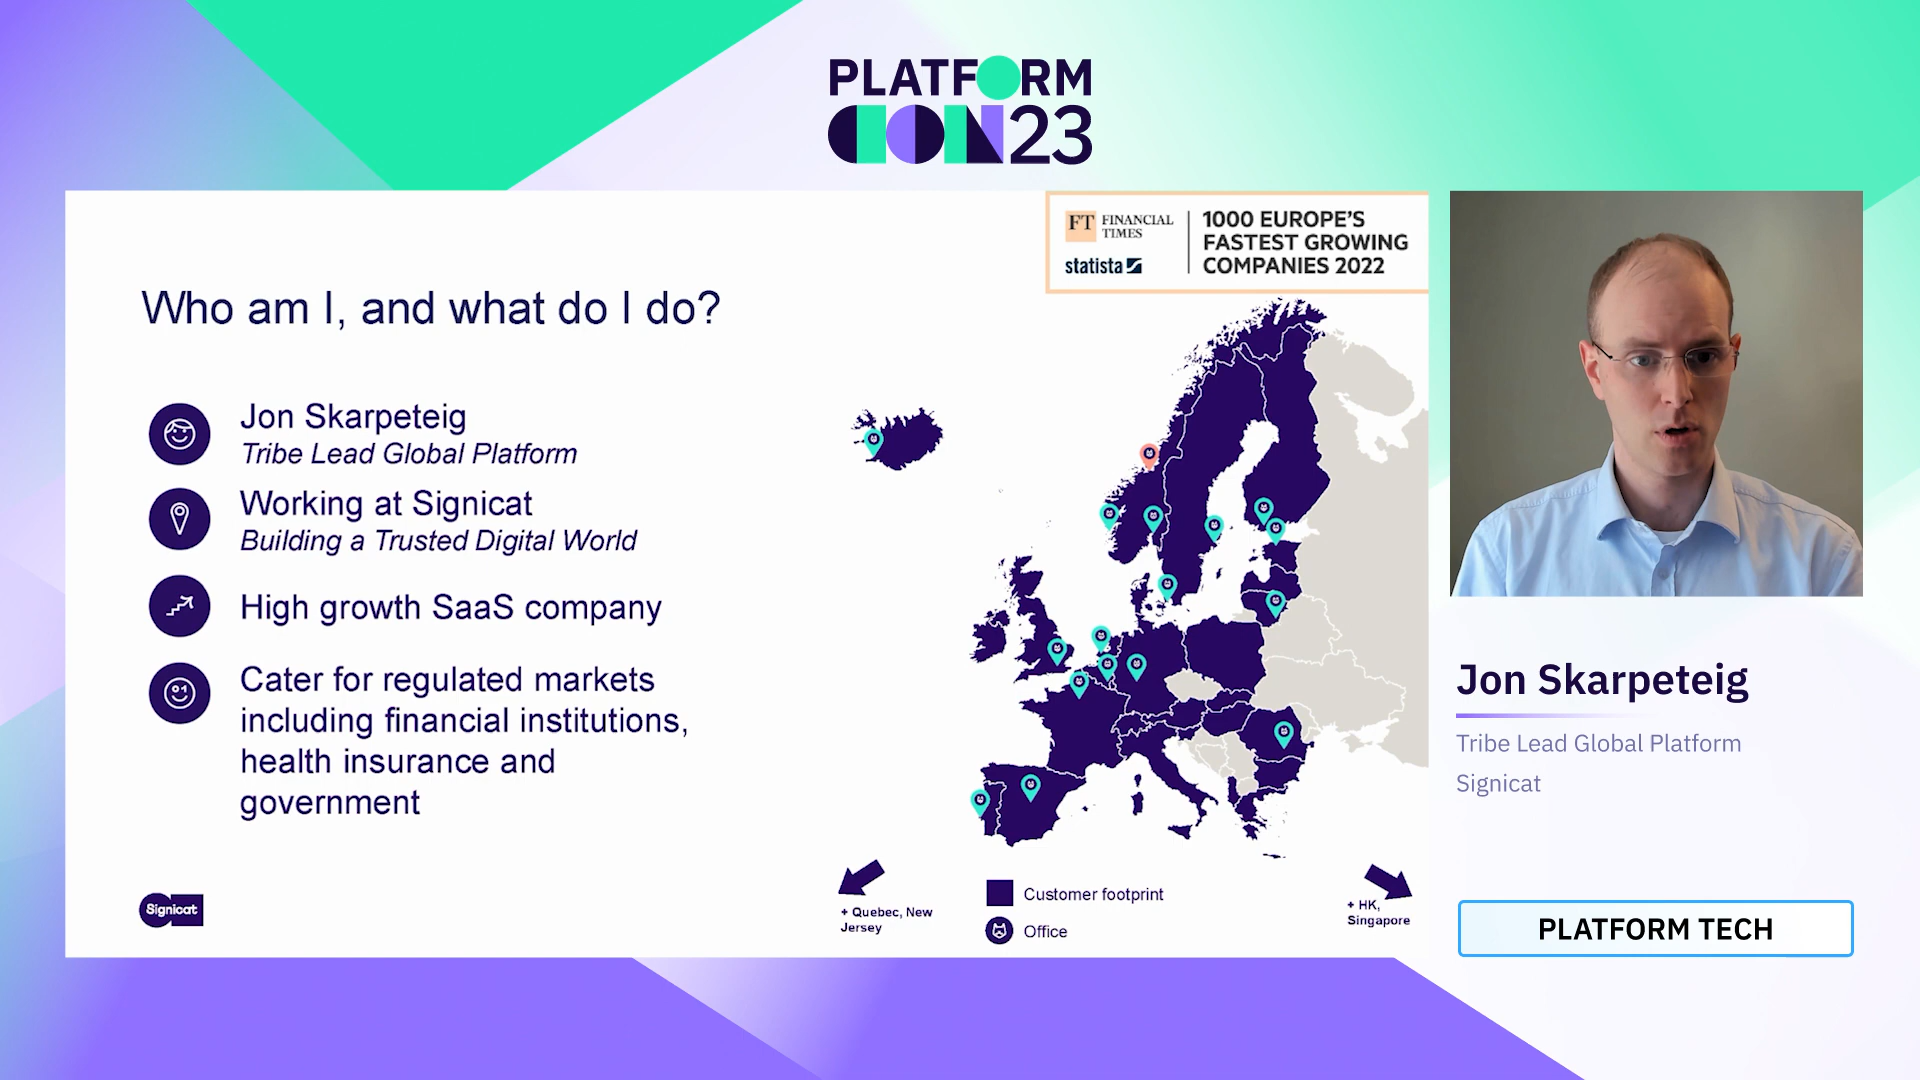 PLATFORM
CON23
FT FINANCIAL
TIMES
statista
1000 EUROPE'S
FASTEST GROWING
COMPANIES 2022
Who am I, and what do I do?
Jon Skarpeteig
Tribe Lead Global Platform
Working at Signicat
Building a Trusted Digital World
High growth SaaS company
Cater for regulated markets
including financial institutions,
health insurance and
government
Signicat
+ Quebec, New
Jersey
Customer footprint
Office
+ HK,
Singapore
Jon Skarpeteig
Tribe Lead Global Platform
Signicat
PLATFORM TECH